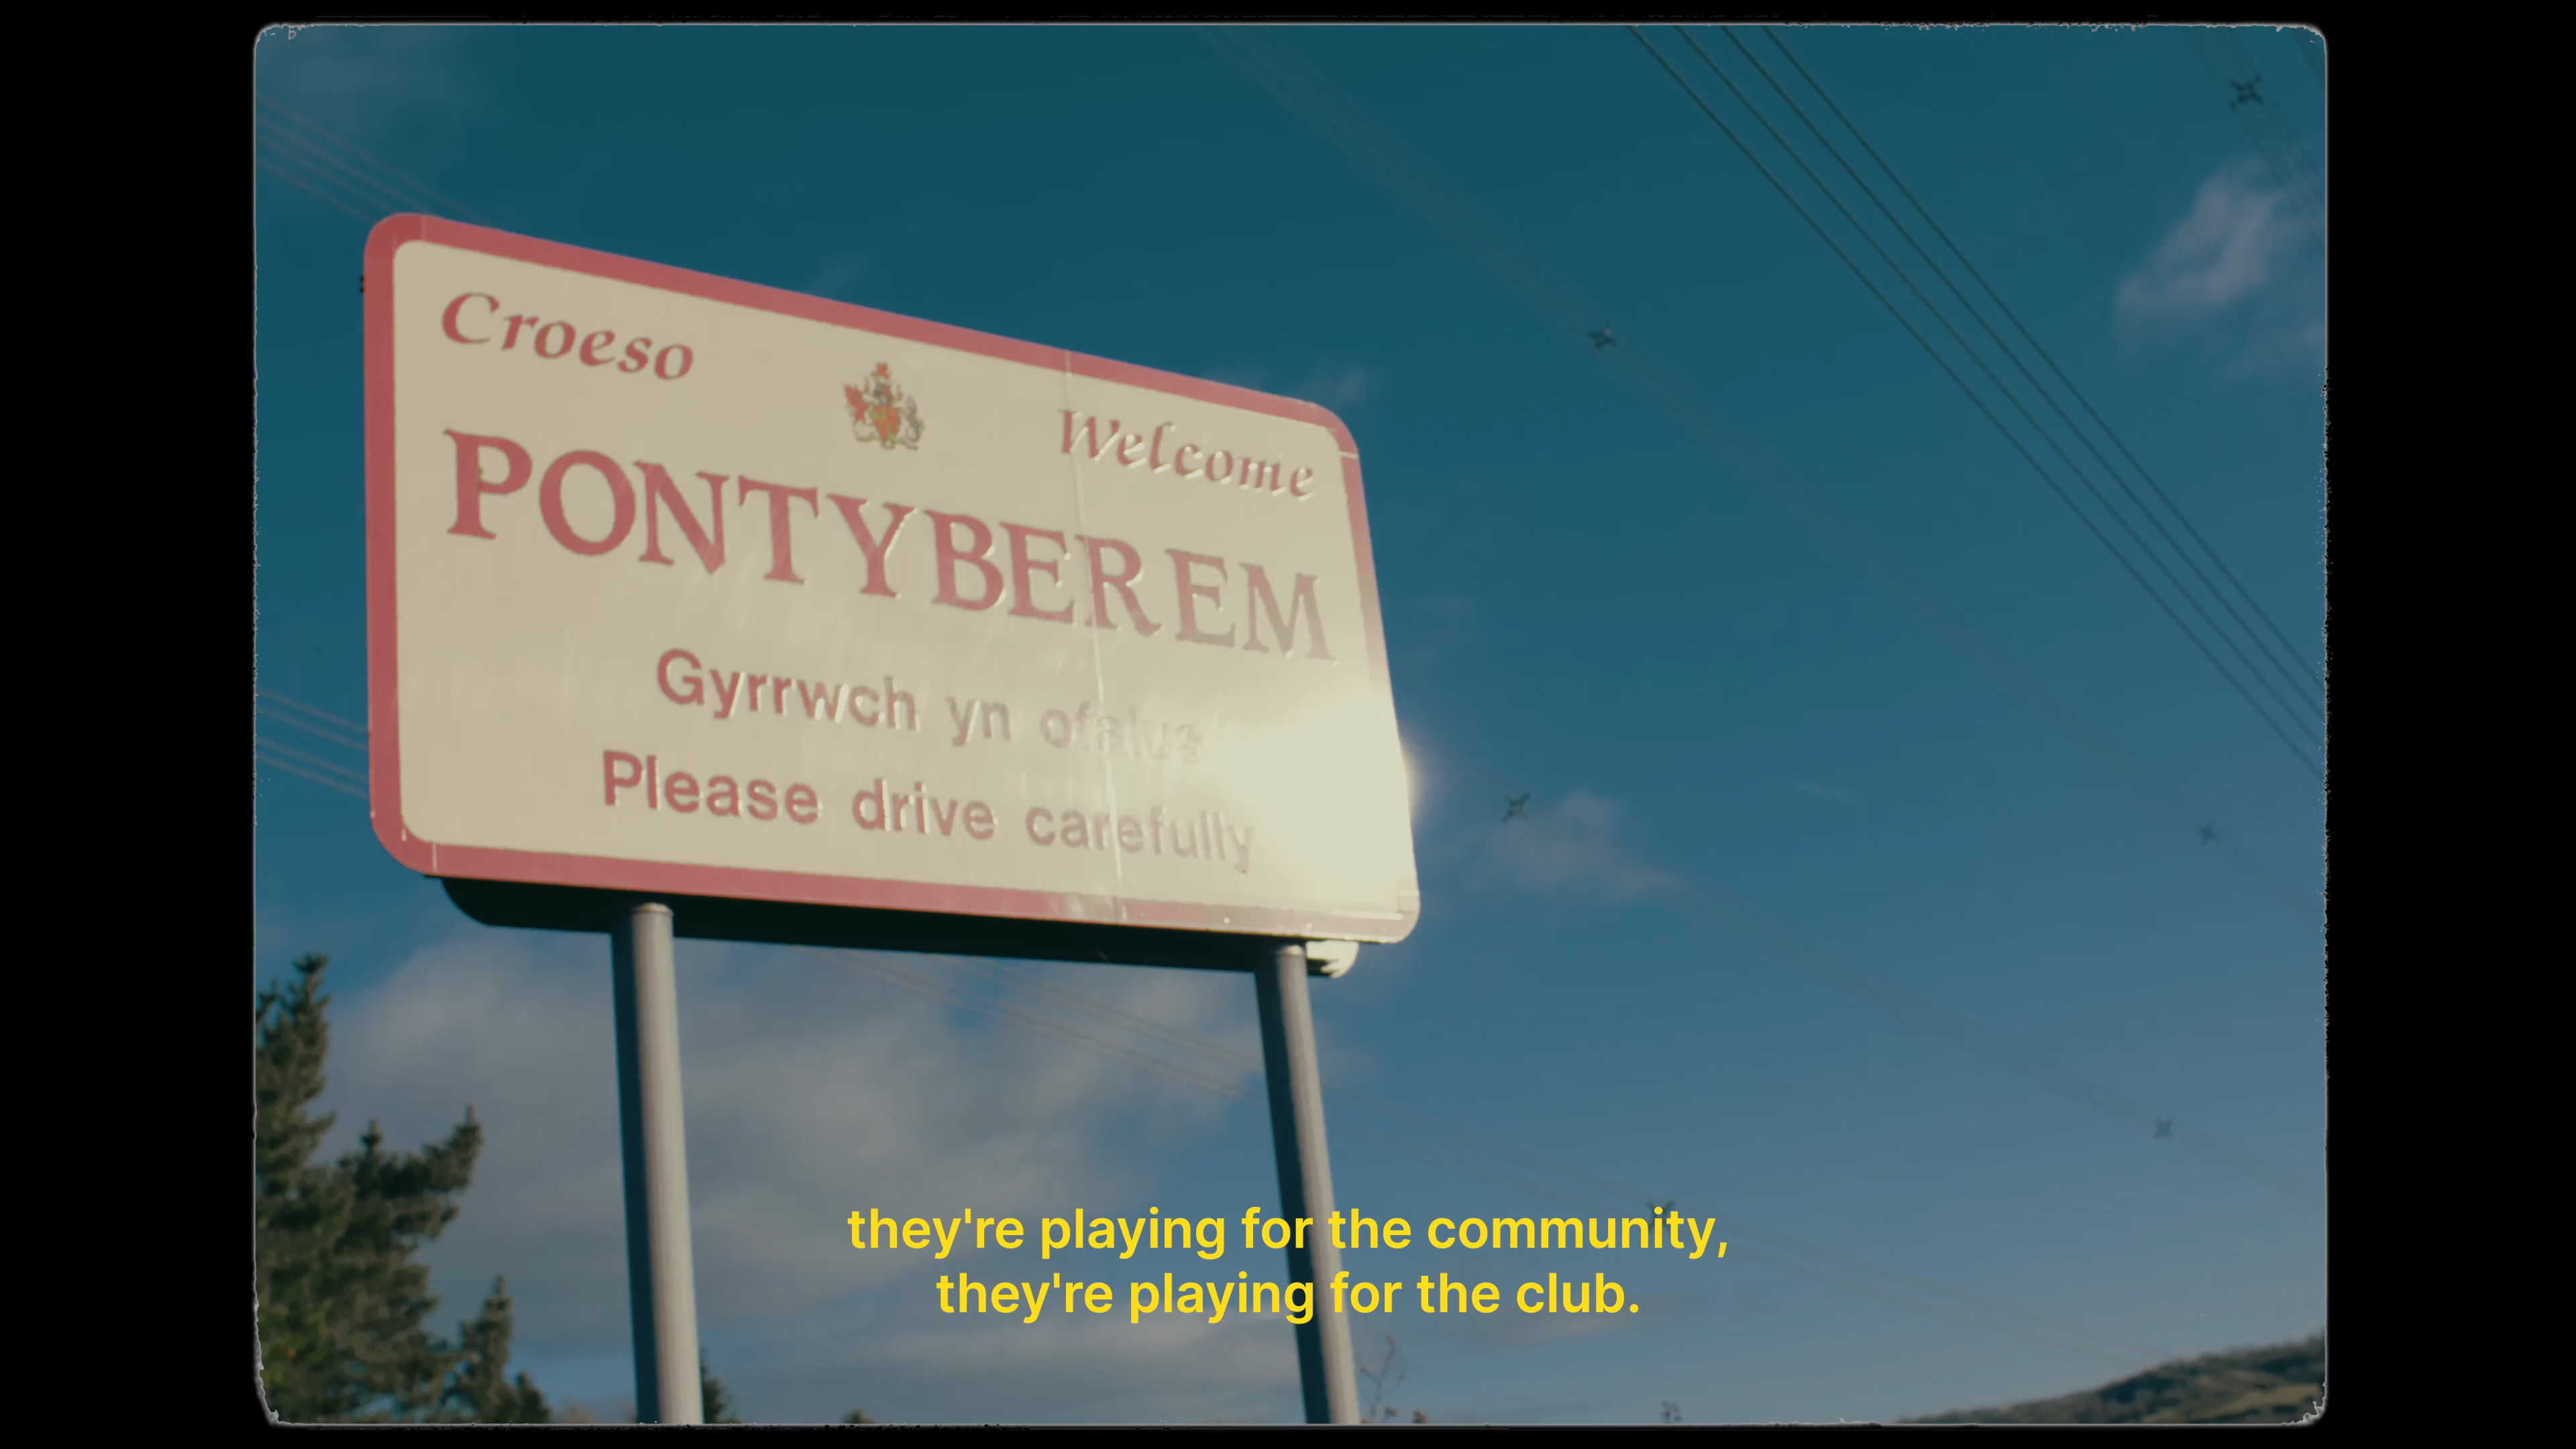 Croeso
Welcome
PONTYBEREM
Gyrrwch yn ofalus
Please drive carefully
they're playing for the community,
they're playing for the club.